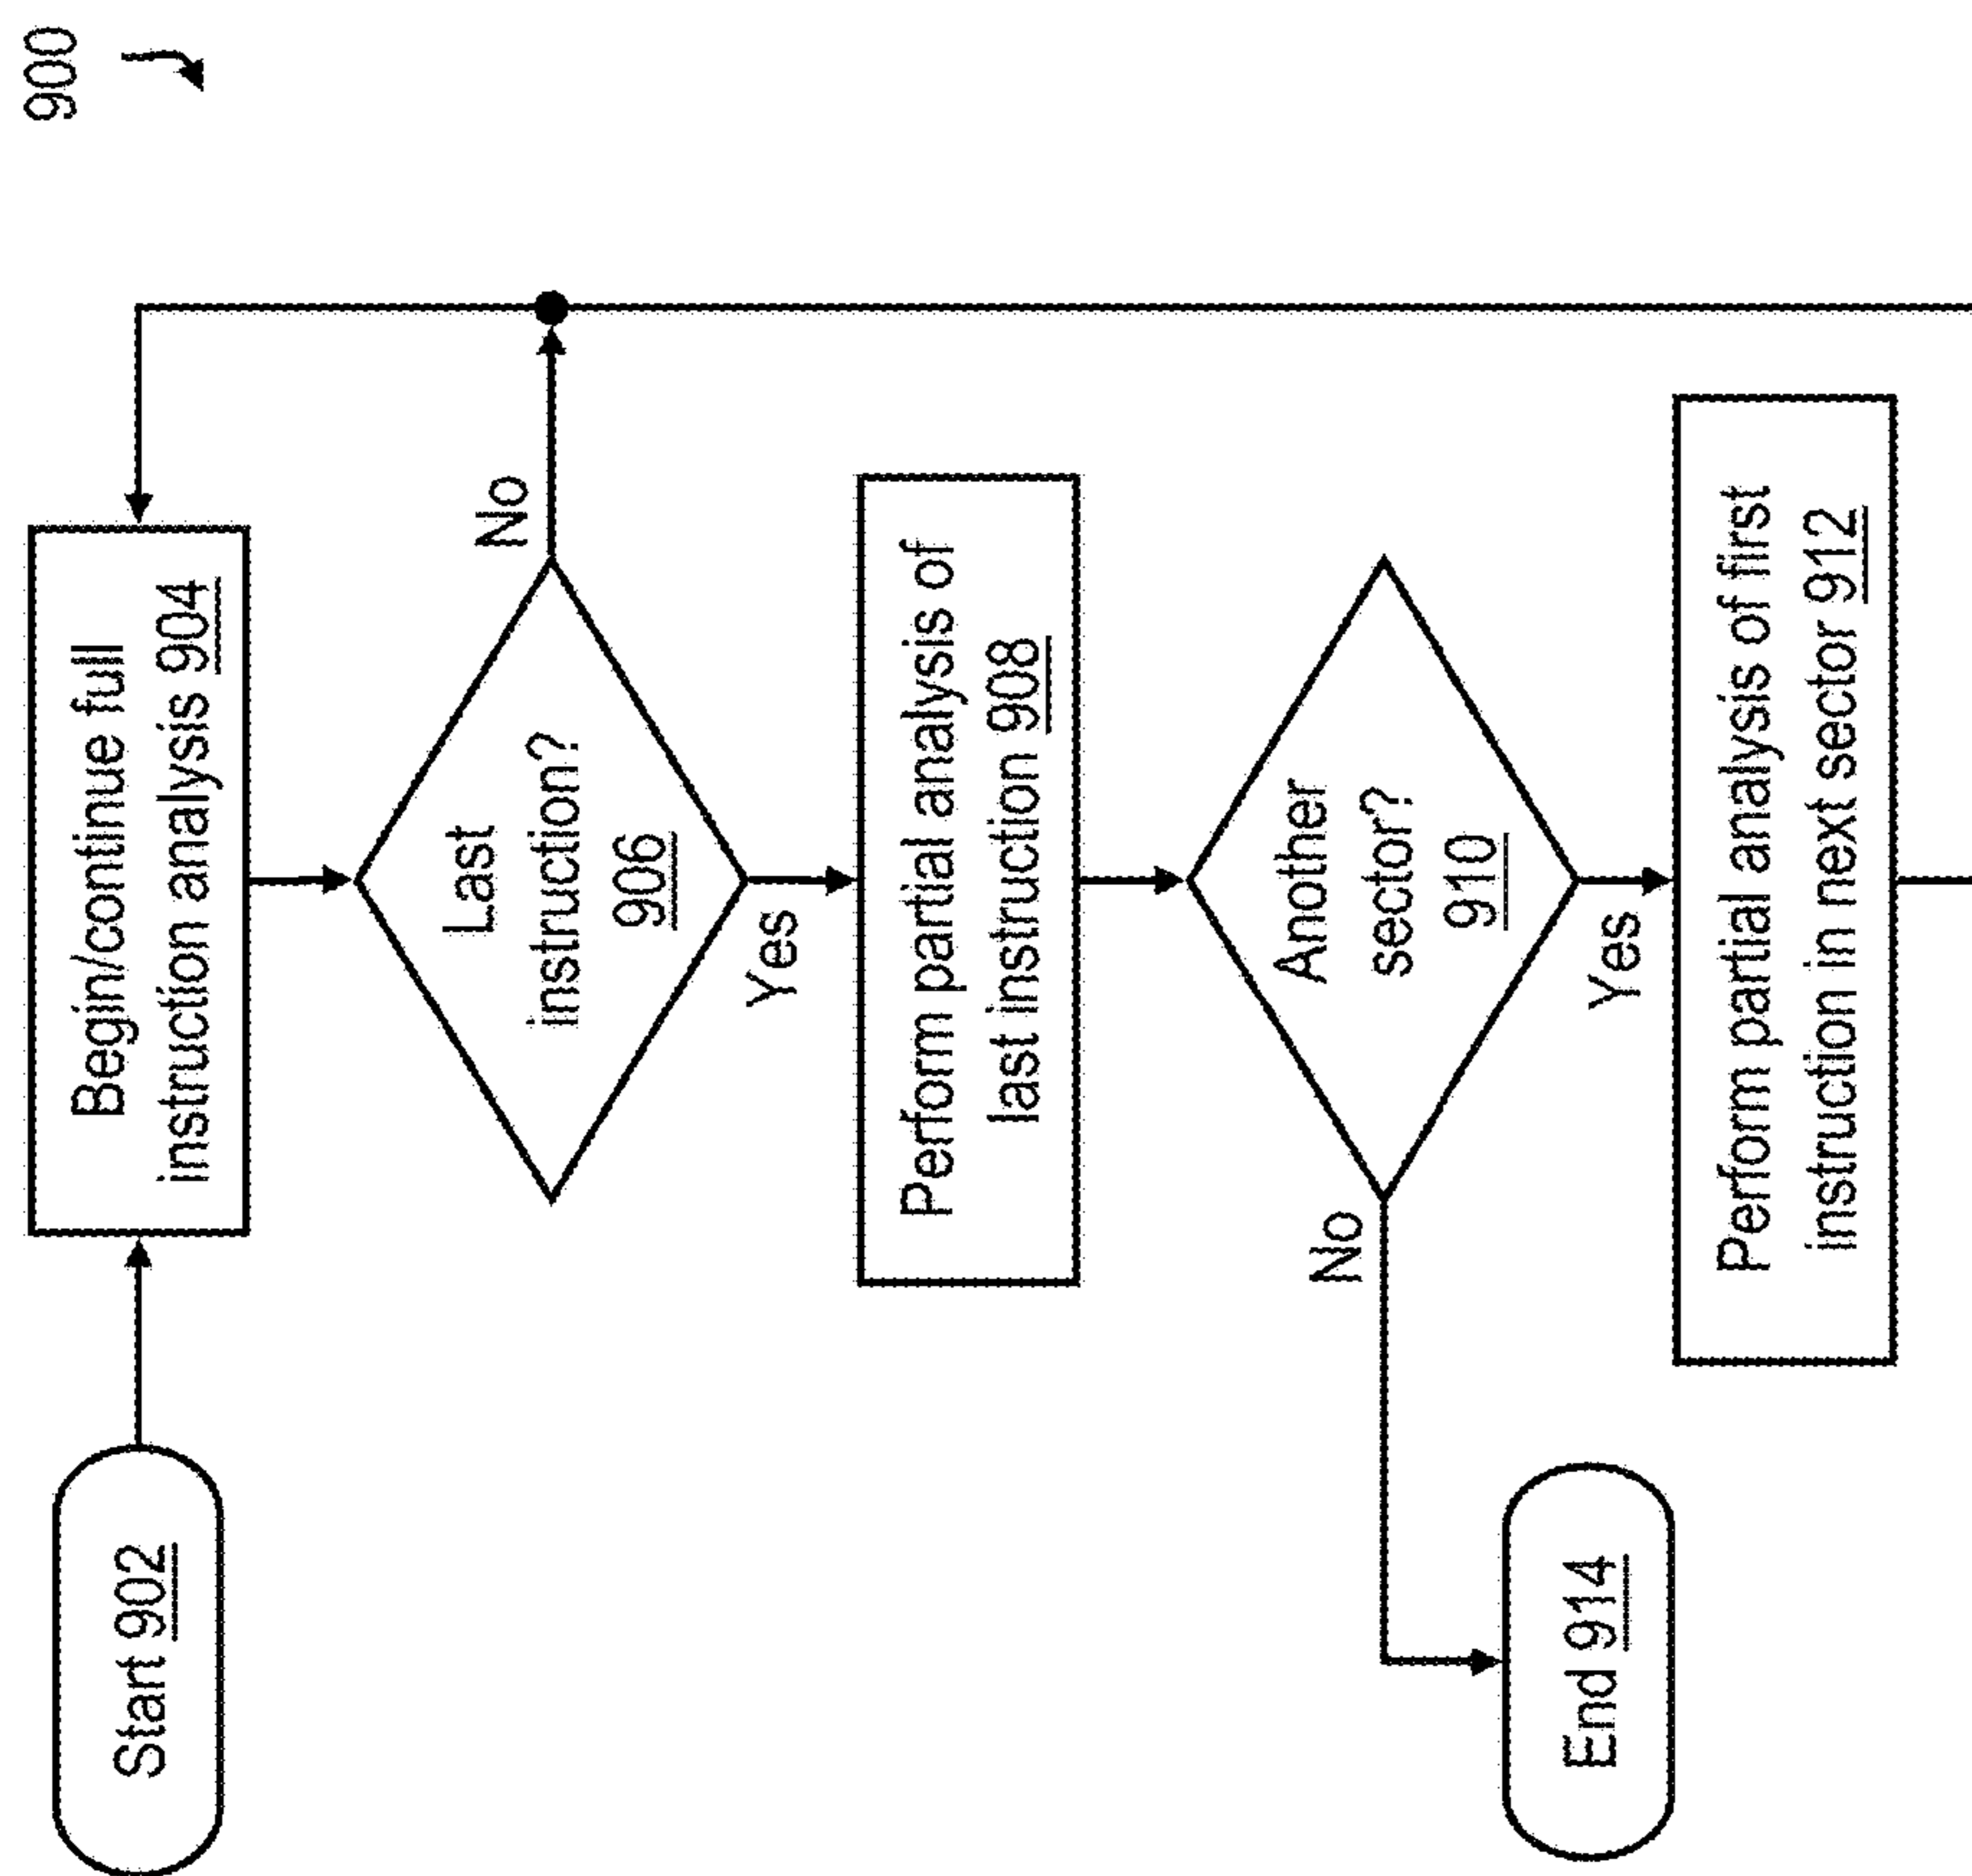 900
Start 902
Begin/continue full
instruction analysis 904
Last
instruction?
906
No
Yes
Perform partial analysis of
last instruction 908
Another
sector?
910
No
Yes
End 914
Perform partial analysis of first
instruction in next sector 912